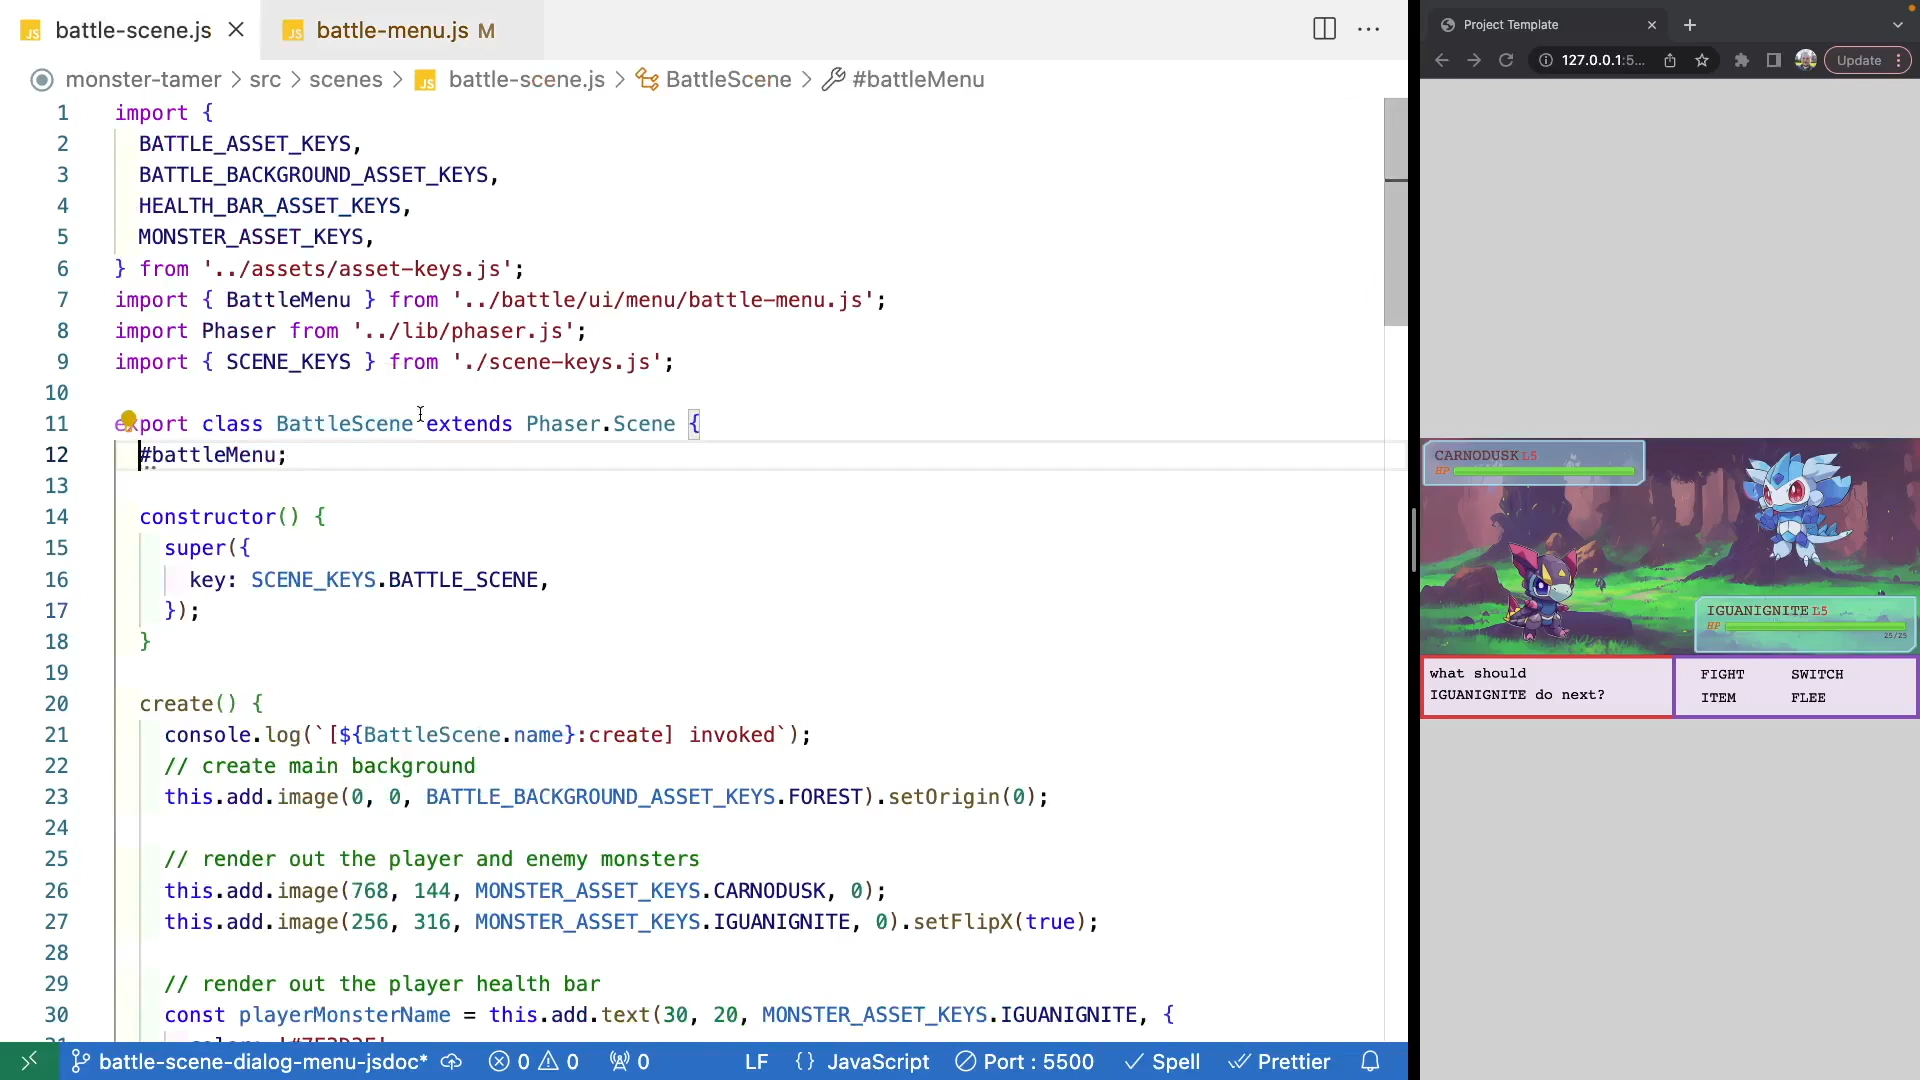 battle-scene.js
battle-menu.js M
monster-tamer > src > scenes > battle-scene.js > BattleScene > #battleMenu
1 import {
2 BATTLE_ASSET_KEYS,
3 BATTLE_BACKGROUND_ASSET_KEYS,
4 HEALTH_BAR_ASSET_KEYS,
5 MONSTER_ASSET_KEYS,
6 } from '../assets/asset-keys.js';
7 import { BattleMenu } from '../battle/ui/menu/battle-menu.js';
8 import Phaser from '../lib/phaser.js';
9 import { SCENE_KEYS } from './scene-keys.js';
10
11 export class BattleScene extends Phaser.Scene {
12 #battleMenu;
13
14 constructor() {
15 super({
16 key: SCENE_KEYS.BATTLE_SCENE,
17 });
18 }
19
20 create() {
21 console.log(`[${BattleScene.name}:create] invoked`);
22 // create main background
23 this.add.image(0, 0, BATTLE_BACKGROUND_ASSET_KEYS.FOREST).setOrigin(0);
24
25 // render out the player and enemy monsters
26 this.add.image(768, 144, MONSTER_ASSET_KEYS.CARNODUSK, 0);
27 this.add.image(256, 316, MONSTER_ASSET_KEYS.IGUANIGNITE, 0).setFlipX(true);
28
29 // render out the player health bar
30 const playerMonsterName = this.add.text(30, 20, MONSTER_ASSET_KEYS.IGUANIGNITE, {
battle-scene-dialog-menu-jsdoc* 0 0 0 LF {} JavaScript Port : 5500 Spell Prettier
Project Template
127.0.0.1:5... Update
CARNODUSK L5
HP
IGUANIGNITE L5
HP
25/25
what should
IGUANIGNITE do next?
FIGHT SWITCH
ITEM FLEE